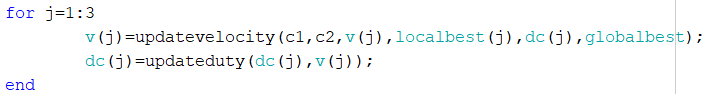 for j=1:3
v(j)=updatevelocity(c1,c2,v(j),localbest(j),dc(j),globalbest);
dc(j)=updateduty(dc(j),v(j));
end